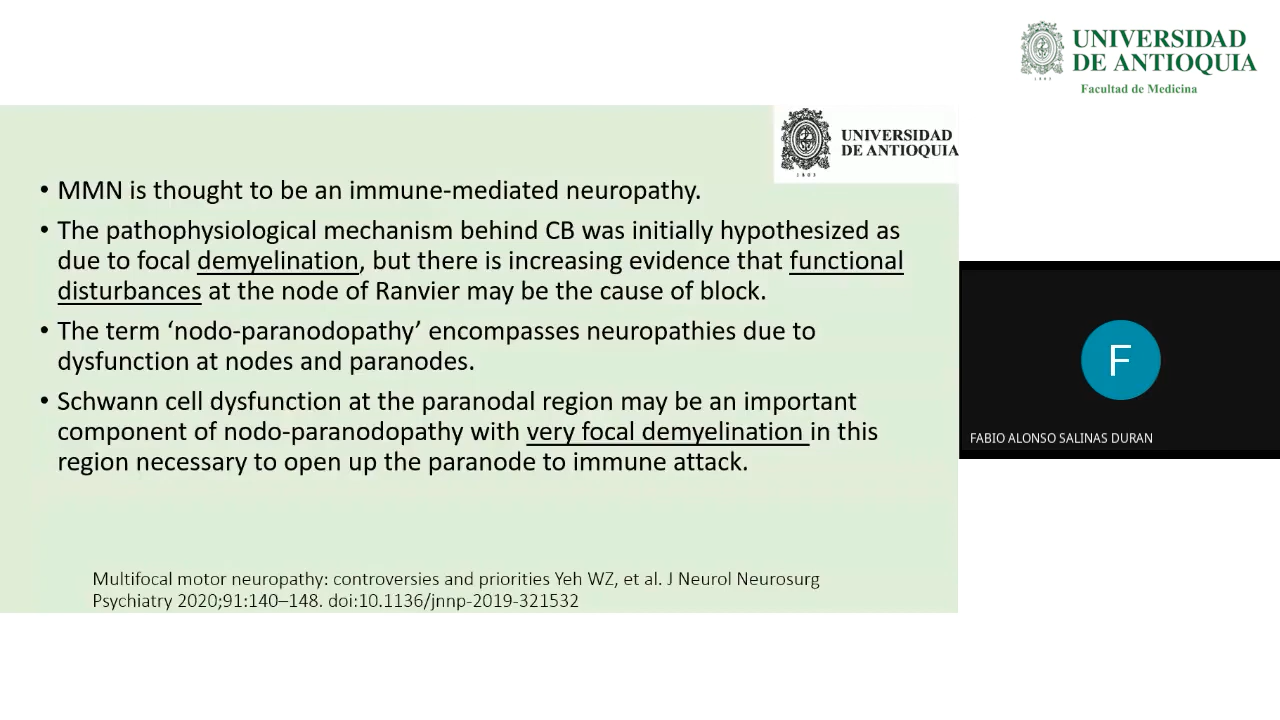 UNIVERSIDAD
DE ANTIOQUIA
1803
Facultad de Medicina
UNIVERSIDAD
DE ANTIOQUIA
1803
• MMN is thought to be an immune-mediated neuropathy.
• The pathophysiological mechanism behind CB was initially hypothesized as
due to focal demyelination, but there is increasing evidence that functional
disturbances at the node of Ranvier may be the cause of block.
• The term ‘nodo-paranodopathy’ encompasses neuropathies due to
dysfunction at nodes and paranodes.
• Schwann cell dysfunction at the paranodal region may be an important
component of nodo-paranodopathy with very focal demyelination in this
region necessary to open up the paranode to immune attack.
Multifocal motor neuropathy: controversies and priorities Yeh WZ, et al. J Neurol Neurosurg
Psychiatry 2020;91:140–148. doi:10.1136/jnnp-2019-321532
F
FABIO ALONSO SALINAS DURAN